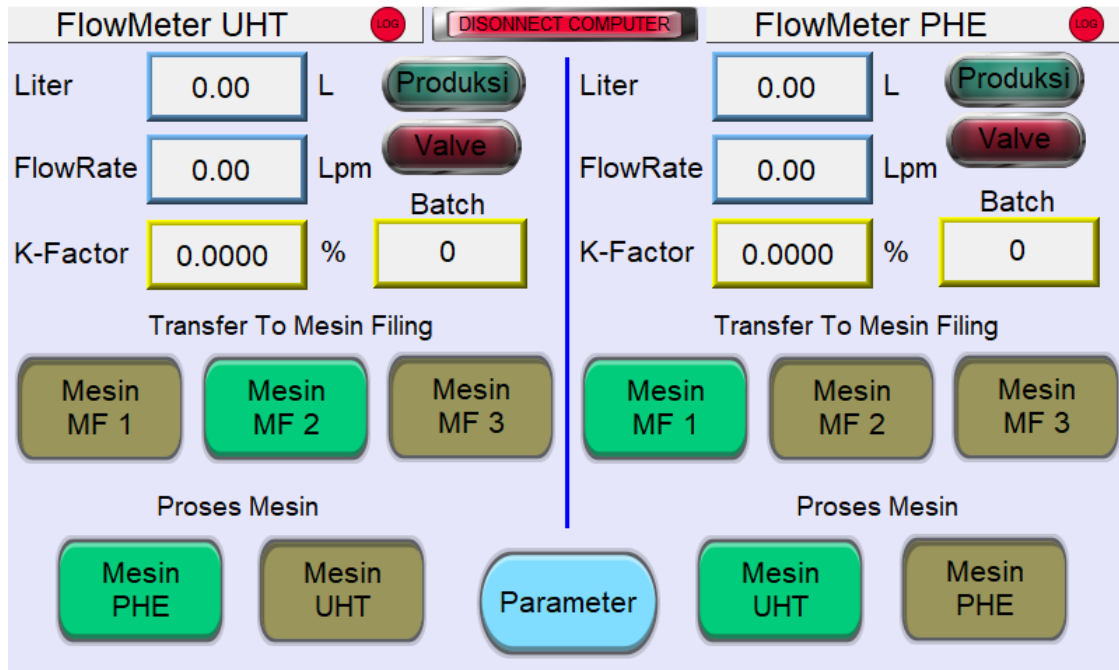 FlowMeter UHT
LOG
DISONNECT COMPUTER
FlowMeter PHE
LOG
Liter
0.00
L
Produksi
Valve
FlowRate
0.00
Lpm
Batch
K-Factor
0.0000
%
0
Transfer To Mesin Filing
Mesin
MF 1
Mesin
MF 2
Mesin
MF 3
Proses Mesin
Mesin
PHE
Mesin
UHT
Liter
0.00
L
Produksi
Valve
FlowRate
0.00
Lpm
Batch
K-Factor
0.0000
%
0
Transfer To Mesin Filing
Mesin
MF 1
Mesin
MF 2
Mesin
MF 3
Proses Mesin
Mesin
UHT
Mesin
PHE
Parameter